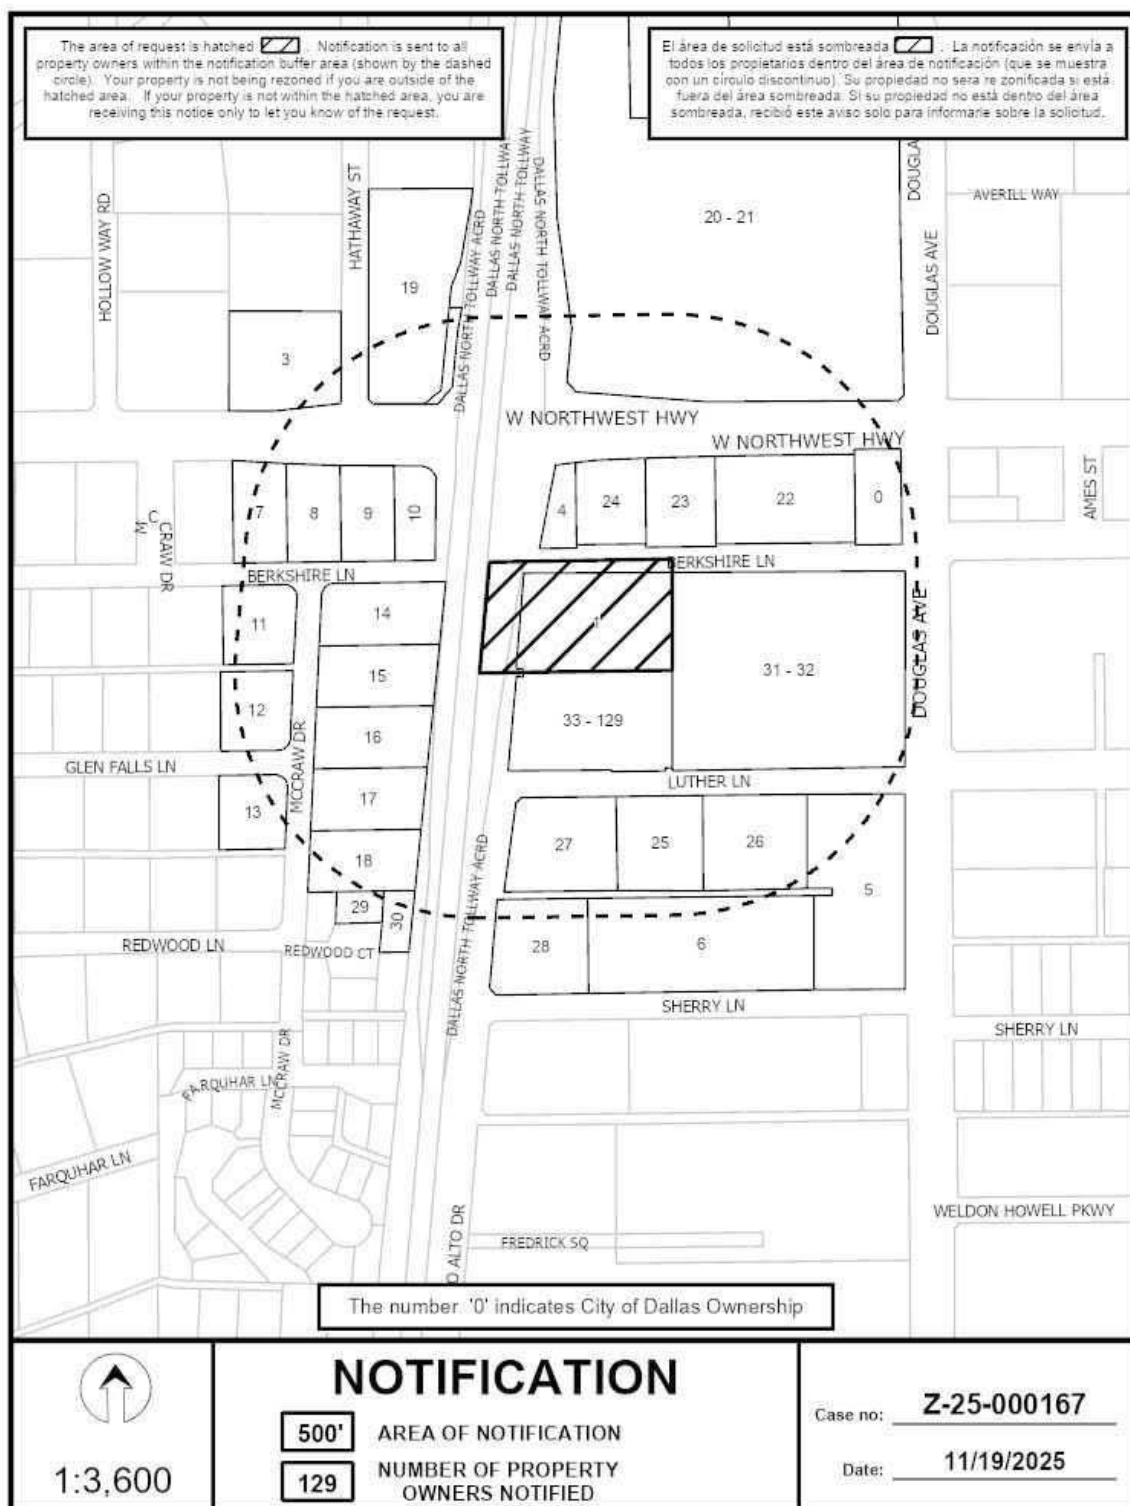 The area of request is hatched . Notification is sent to all
property owners within the notification buffer area (shown by the dashed
circle). Your property is not being rezoned if you are outside of the
hatched area. If your property is not within the hatched area, you are
receiving this notice only to let you know of the request.
El área de solicitud está sombreada . La notificación se envía a
todos los propietarios dentro del área de notificación (que se muestra
con un círculo discontinuo). Su propiedad no sera re zonificada si está
fuera del área sombreada. Si su propiedad no está dentro del área
sombreada, recibió este aviso solo para informarle sobre la solicitud.
HOLLOW WAY RD
HATHAWAY ST
DALLAS NORTH TOLLWAY ACRD
DALLAS NORTH TOLLWAY
DALLAS NORTH TOLLWAY
DALLAS NORTH TOLLWAY ACRD
DOUGLA
DOUGLAS AVE
AVERILL WAY
20 - 21
19
3
W NORTHWEST HWY
W NORTHWEST HWY
AMES ST
7
8
9
10
4
24
23
22
0
MC
CRAW DR
BERKSHIRE LN
BERKSHIRE LN
11
14
1
31 - 32
DOUGLAS AVE
15
12
33 - 129
16
GLEN FALLS LN
MCCRAW DR
LUTHER LN
13
17
18
27
25
26
5
DALLAS NORTH TOLLWAY ACRD
29
30
28
6
REDWOOD LN
REDWOOD CT
SHERRY LN
SHERRY LN
MCCRAW DR
FARQUHAR LN
FARQUHAR LN
WELDON HOWELL PKWY
O ALTO DR
FREDRICK SQ
The number '0' indicates City of Dallas Ownership
1:3,600
NOTIFICATION
500' AREA OF NOTIFICATION
129 NUMBER OF PROPERTY
OWNERS NOTIFIED
Case no: Z-25-000167
Date: 11/19/2025